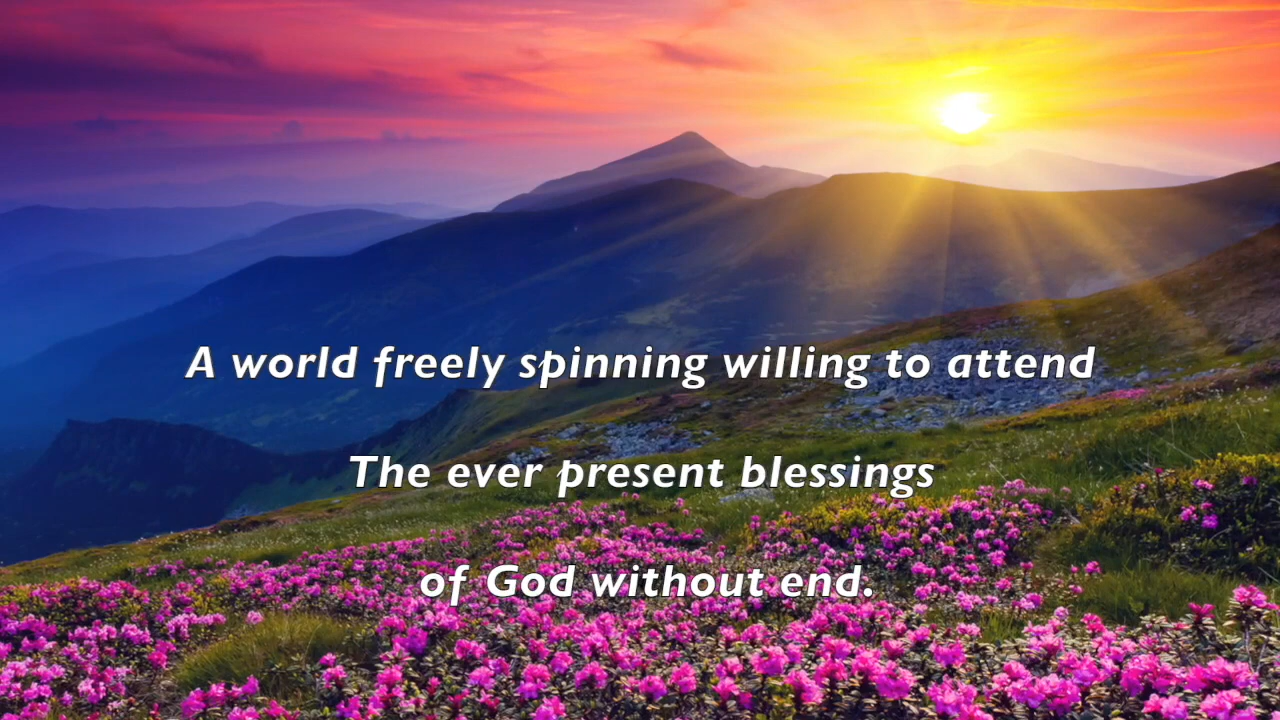 A world freely spinning willing to attend
The ever present blessings
of God without end.